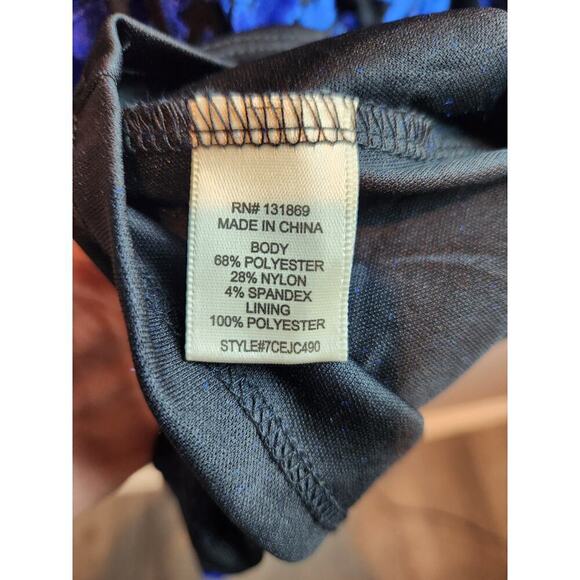 RN# 131869
MADE IN CHINA
BODY
68% POLYESTER
28% NYLON
4% SPANDEX
LINING
100% POLYESTER
STYLE#7CEJC490